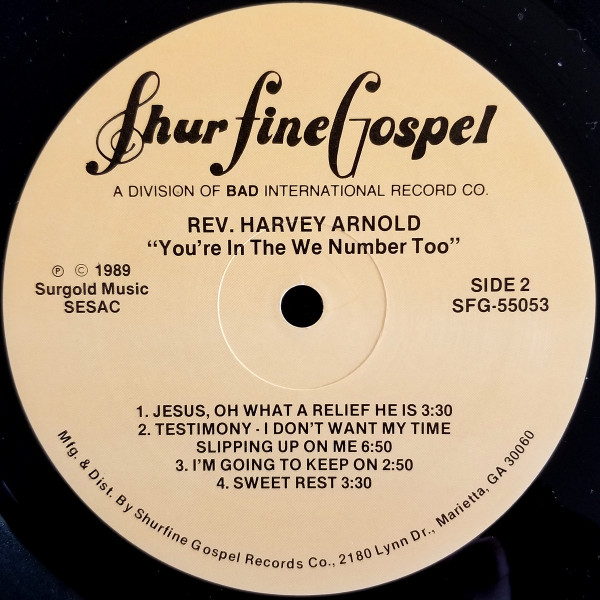 Shurfine Gospel
A DIVISION OF BAD INTERNATIONAL RECORD CO.
REV. HARVEY ARNOLD
“You're In The We Number Too”
℗ © 1989
Surgold Music
SESAC
SIDE 2
SFG-55053
1. JESUS, OH WHAT A RELIEF HE IS 3:30
2. TESTIMONY - I DON'T WANT MY TIME
SLIPPING UP ON ME 6:50
3. I'M GOING TO KEEP ON 2:50
4. SWEET REST 3:30
Mfg. & Dist. By Shurfine Gospel Records Co., 2180 Lynn Dr., Marietta, GA 30060